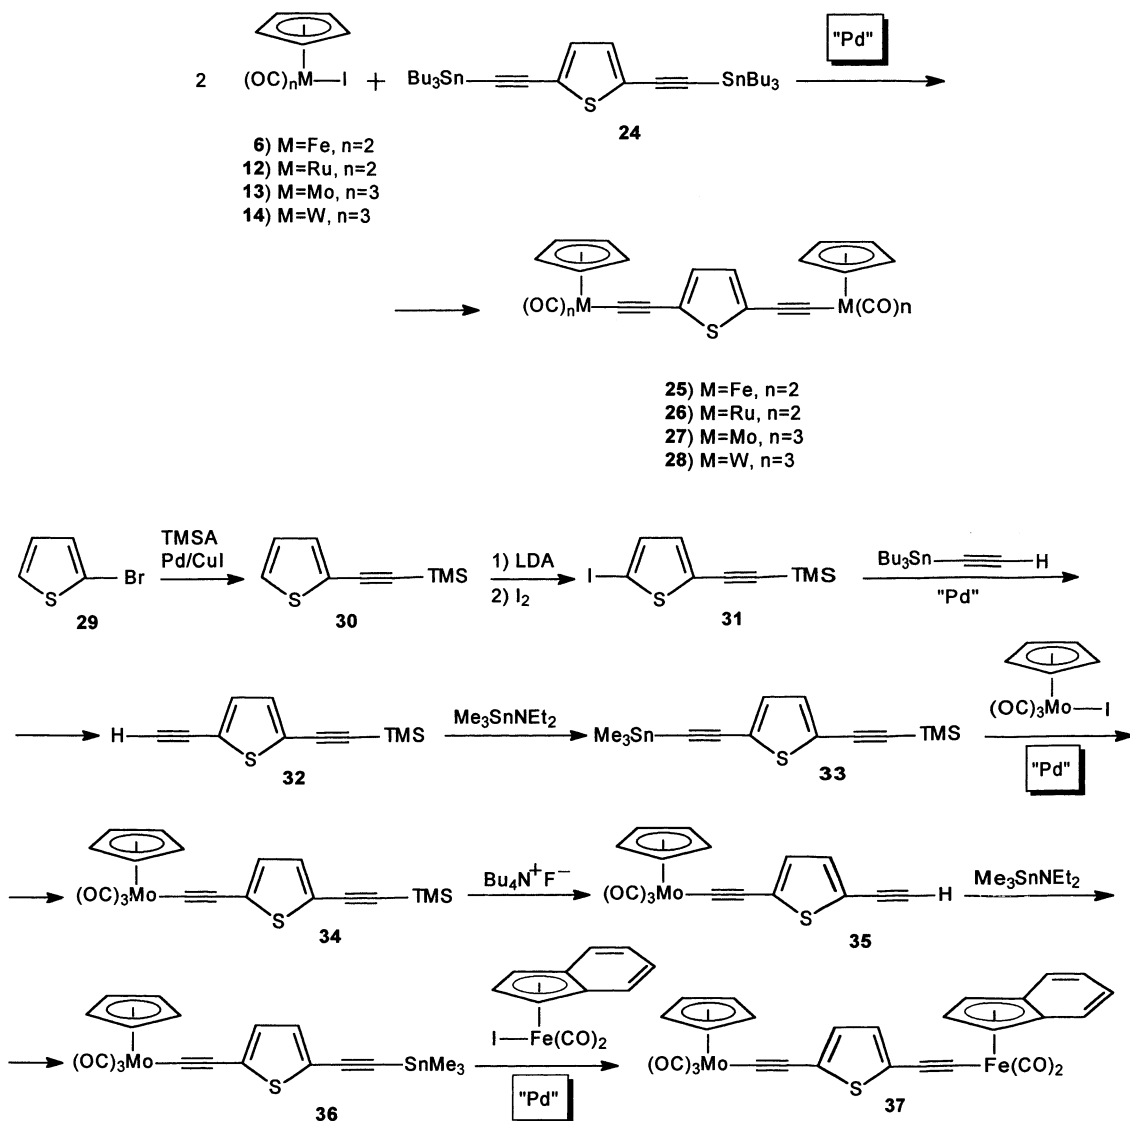 "Pd"
2 (OC)nM—I + Bu3Sn S SnBu3
24
6) M=Fe, n=2
12) M=Ru, n=2
13) M=Mo, n=3
14) M=W, n=3
(OC)nM S M(CO)n
25) M=Fe, n=2
26) M=Ru, n=2
27) M=Mo, n=3
28) M=W, n=3
S Br
29
TMSA
Pd/CuI
S TMS
30
1) LDA
2) I2
I S TMS
31
Bu3Sn H
"Pd"
H S TMS
32
Me3SnNEt2
Me3Sn S TMS
33
(OC)3Mo—I
"Pd"
(OC)3Mo S TMS
34
Bu4N+F−
(OC)3Mo S H
35
Me3SnNEt2
(OC)3Mo S SnMe3
36
I—Fe(CO)2
"Pd"
(OC)3Mo S Fe(CO)2
37